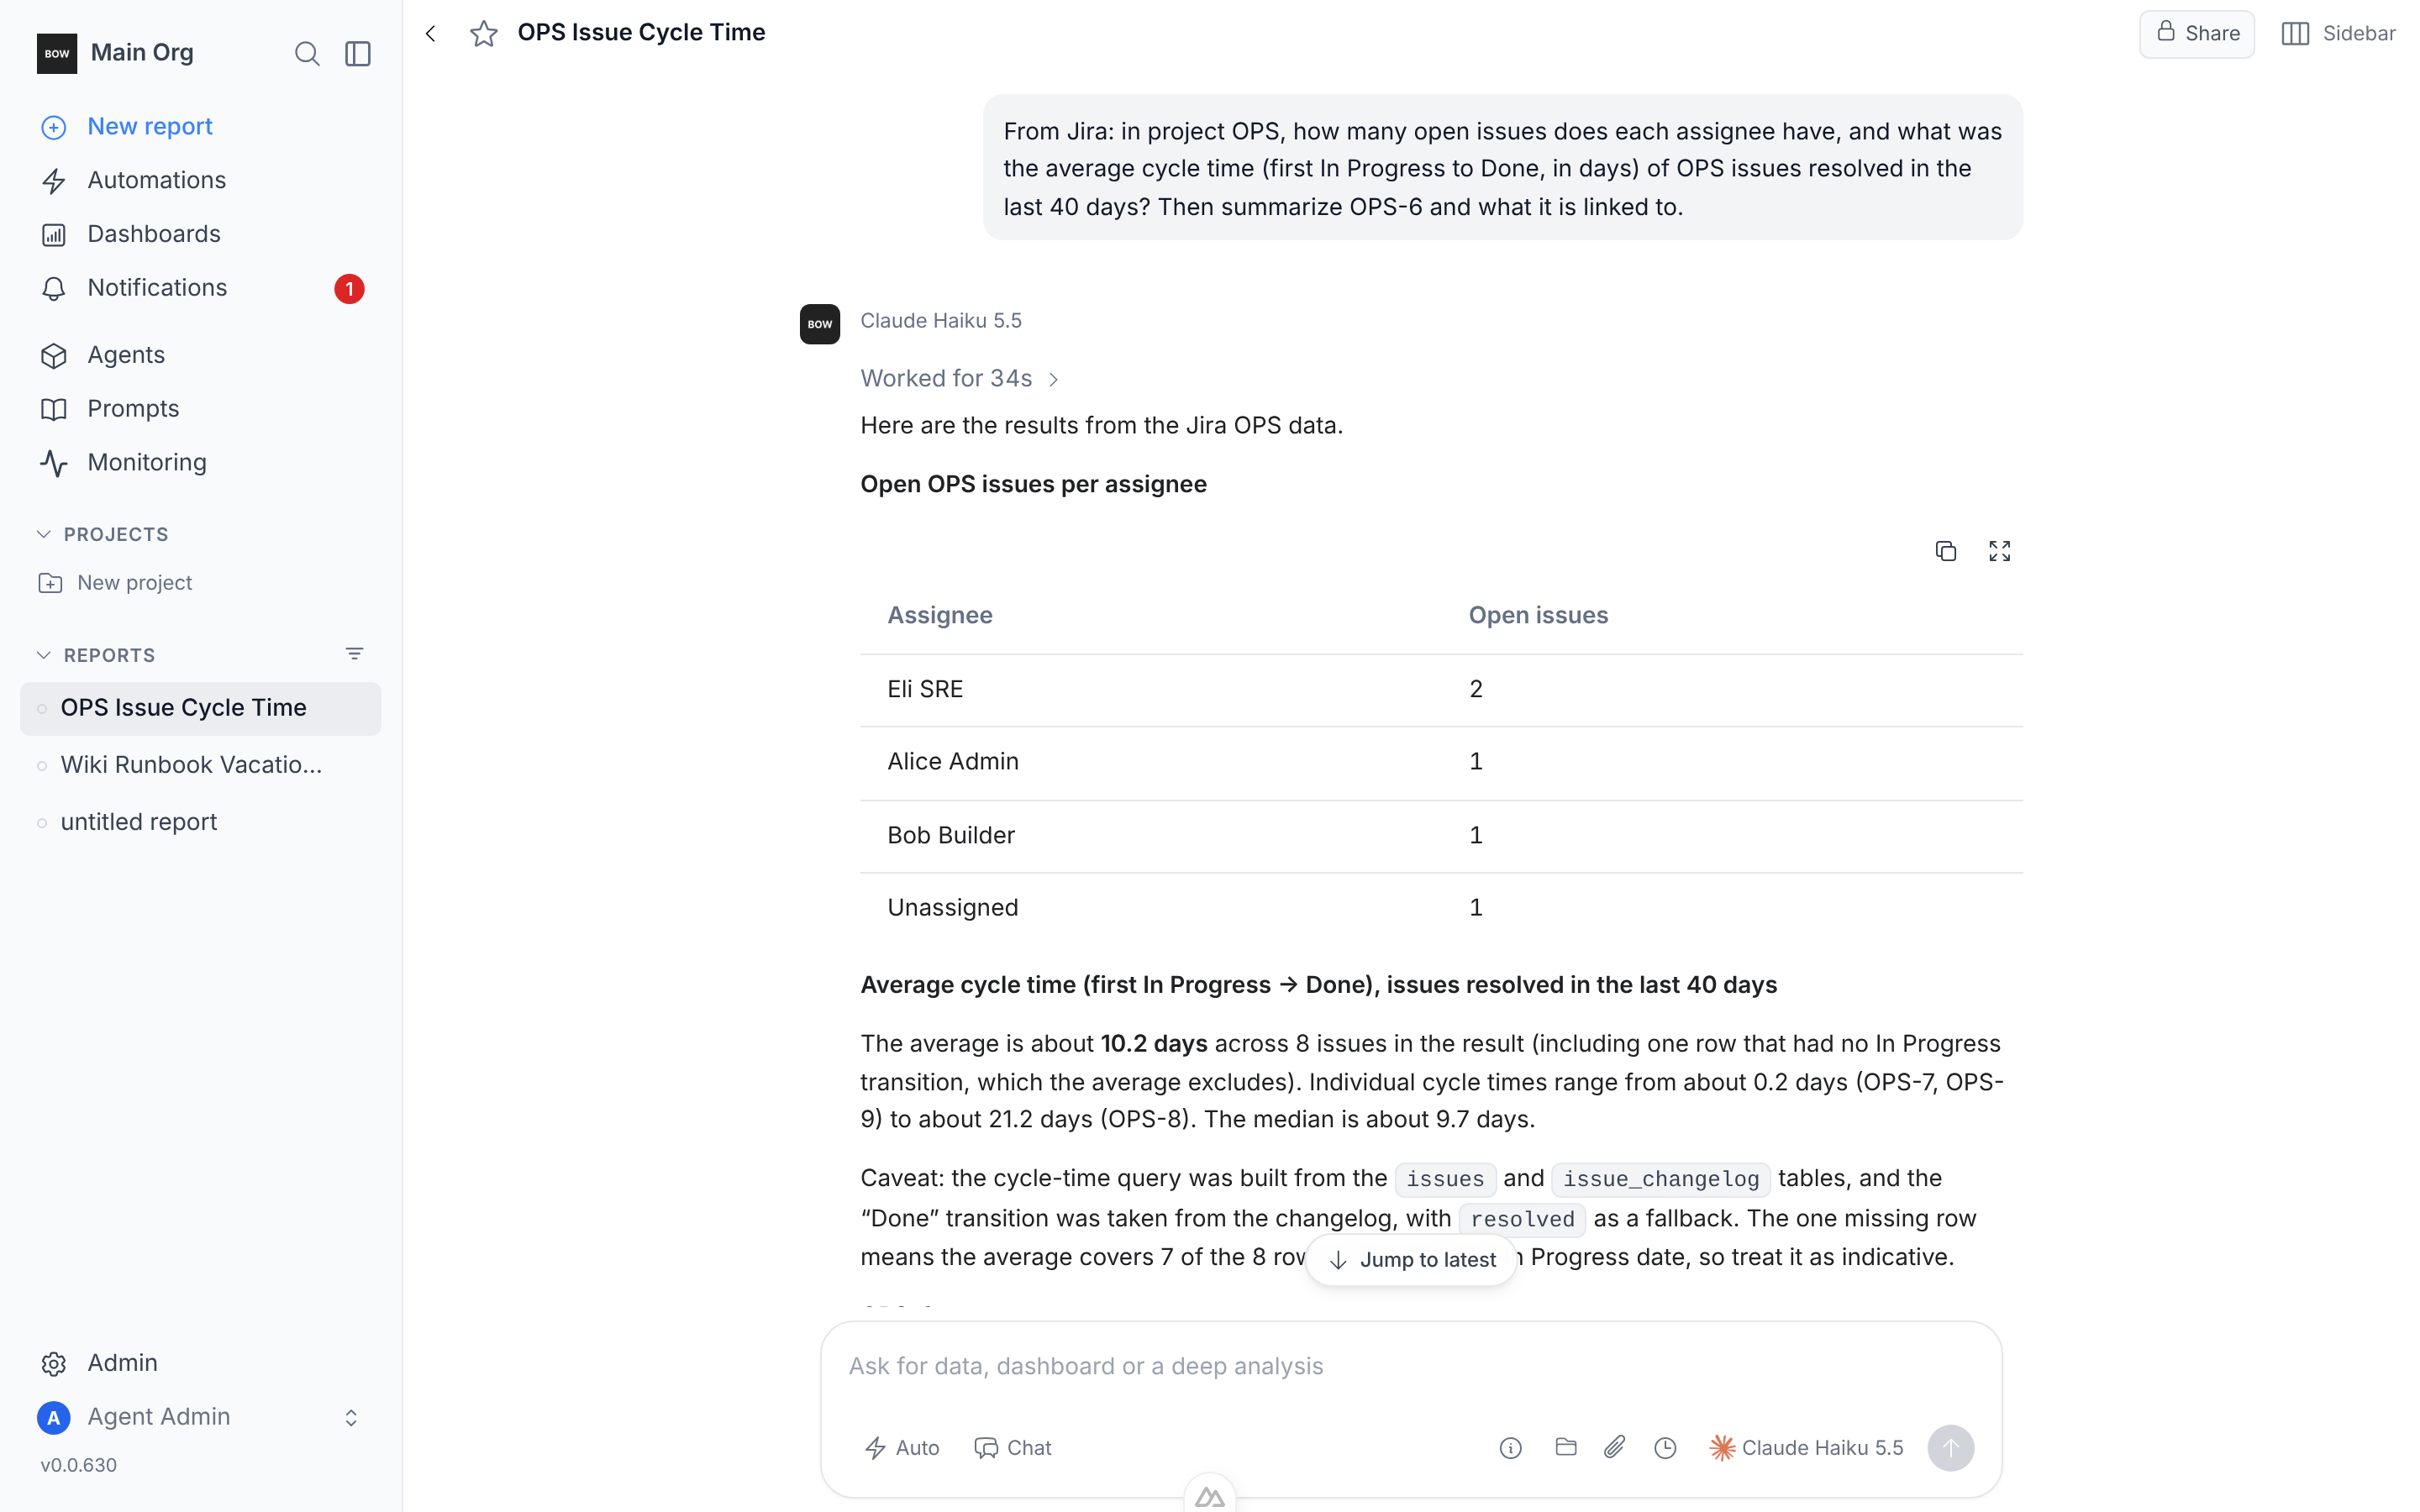 BOW Main Org
New report
Automations
Dashboards
Notifications 1
Agents
Prompts
Monitoring
PROJECTS
New project
REPORTS
OPS Issue Cycle Time
Wiki Runbook Vacatio...
untitled report
Admin
A Agent Admin
v0.0.630
OPS Issue Cycle Time
Share
Sidebar
From Jira: in project OPS, how many open issues does each assignee have, and what was
the average cycle time (first In Progress to Done, in days) of OPS issues resolved in the
last 40 days? Then summarize OPS-6 and what it is linked to.
BOW Claude Haiku 5.5
Worked for 34s
Here are the results from the Jira OPS data.
Open OPS issues per assignee
Assignee Open issues
Eli SRE 2
Alice Admin 1
Bob Builder 1
Unassigned 1
Average cycle time (first In Progress → Done), issues resolved in the last 40 days
The average is about 10.2 days across 8 issues in the result (including one row that had no In Progress
transition, which the average excludes). Individual cycle times range from about 0.2 days (OPS-7, OPS-
9) to about 21.2 days (OPS-8). The median is about 9.7 days.
Caveat: the cycle-time query was built from the issues and issue_changelog tables, and the
“Done” transition was taken from the changelog, with resolved as a fallback. The one missing row
means the average covers 7 of the 8 Progress date, so treat it as indicative.
Jump to latest
Ask for data, dashboard or a deep analysis
Auto
Chat
Claude Haiku 5.5